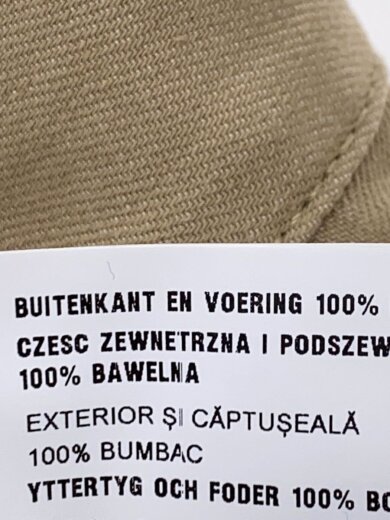 BUITENKANT EN VOERING 100%
CZESC ZEWNETRZNA I PODSZEW
100% BAWELNA
EXTERIOR ȘI CĂPTUȘEALĂ
100% BUMBAC
YTTERTYG OCH FODER 100% BO